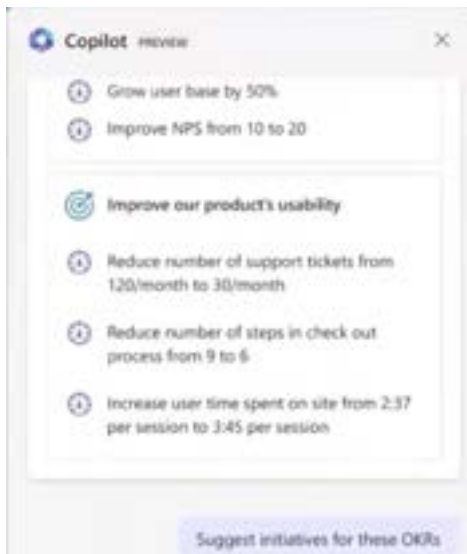 Copilot PREVIEW
Grow user base by 50%
Improve NPS from 10 to 20
Improve our product's usability
Reduce number of support tickets from
120/month to 30/month
Reduce number of steps in check out
process from 9 to 6
Increase user time spent on site from 2:37
per session to 3:45 per session
Suggest initiatives for these OKRs